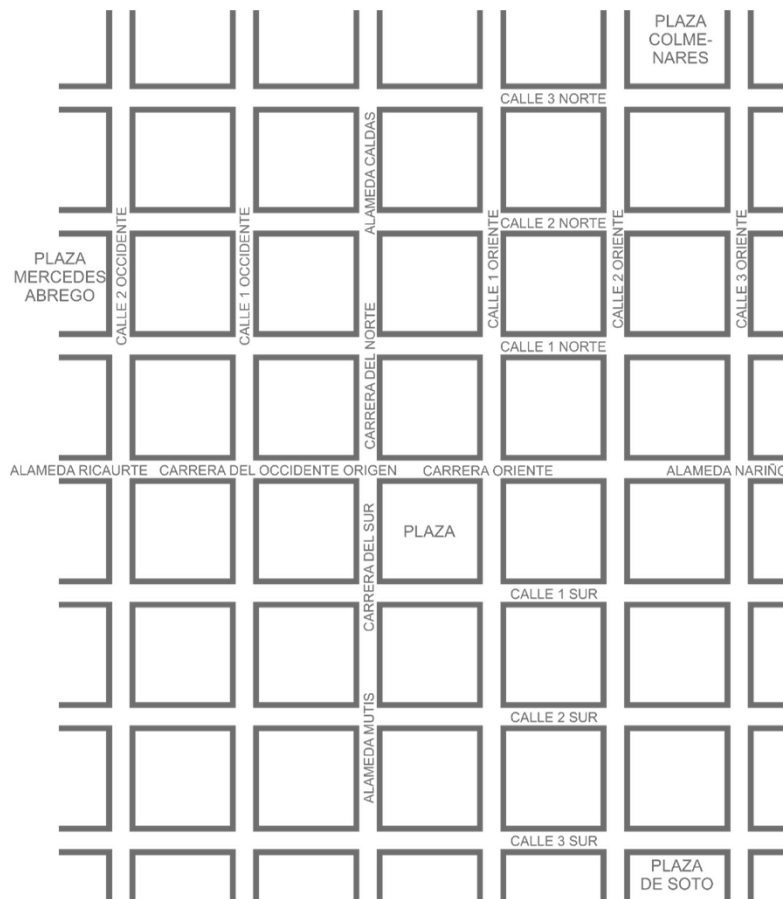 PLAZA
COLME-
NARES
CALLE 3 NORTE
ALAMEDA CALDAS
CALLE 2 NORTE
PLAZA
MERCEDES
ABREGO
CALLE 2 OCCIDENTE
CALLE 1 OCCIDENTE
CALLE 1 ORIENTE
CALLE 2 ORIENTE
CALLE 3 ORIENTE
CARRERA DEL NORTE
CALLE 1 NORTE
ALAMEDA RICAURTE
CARRERA DEL OCCIDENTE ORIGEN
CARRERA ORIENTE
ALAMEDA NARIÑO
CARRERA DEL SUR
PLAZA
CALLE 1 SUR
ALAMEDA MUTIS
CALLE 2 SUR
CALLE 3 SUR
PLAZA
DE SOTO